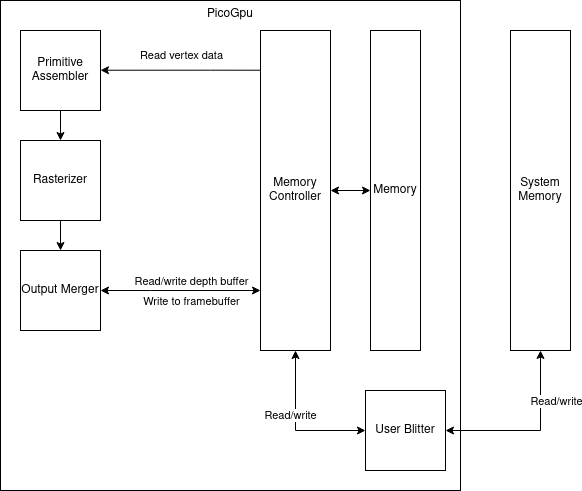 PicoGpu
Primitive
Assembler
Read vertex data
Rasterizer
Memory
Controller
Memory
System
Memory
Output Merger
Read/write depth buffer
Write to framebuffer
Read/write
User Blitter
Read/write